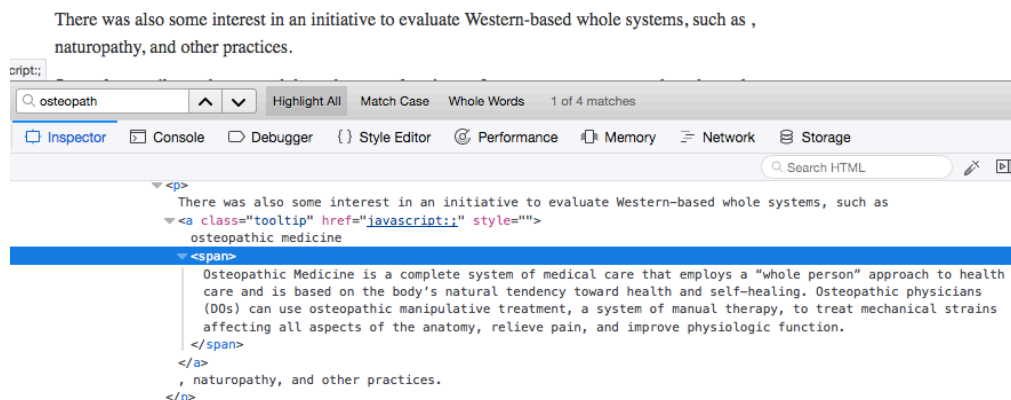 There was also some interest in an initiative to evaluate Western-based whole systems, such as ,
naturopathy, and other practices.
cript:;
osteopath Highlight All Match Case Whole Words 1 of 4 matches
Inspector Console Debugger { } Style Editor Performance Memory Network Storage
Search HTML
<p>
There was also some interest in an initiative to evaluate Western-based whole systems, such as
<a class="tooltip" href="javascript:;" style="">
osteopathic medicine
<span>
Osteopathic Medicine is a complete system of medical care that employs a “whole person” approach to health
care and is based on the body’s natural tendency toward health and self-healing. Osteopathic physicians
(DOs) can use osteopathic manipulative treatment, a system of manual therapy, to treat mechanical strains
affecting all aspects of the anatomy, relieve pain, and improve physiologic function.
</span>
</a>
, naturopathy, and other practices.
</p>